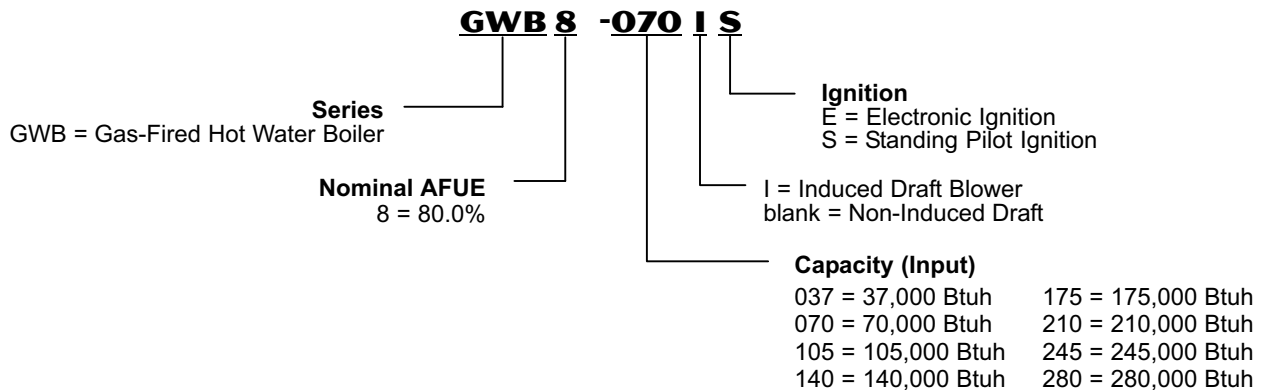 GWB 8 -070 I S
Series
GWB = Gas-Fired Hot Water Boiler
Nominal AFUE
8 = 80.0%
Ignition
E = Electronic Ignition
S = Standing Pilot Ignition
I = Induced Draft Blower
blank = Non-Induced Draft
Capacity (Input)
037 = 37,000 Btuh 175 = 175,000 Btuh
070 = 70,000 Btuh 210 = 210,000 Btuh
105 = 105,000 Btuh 245 = 245,000 Btuh
140 = 140,000 Btuh 280 = 280,000 Btuh